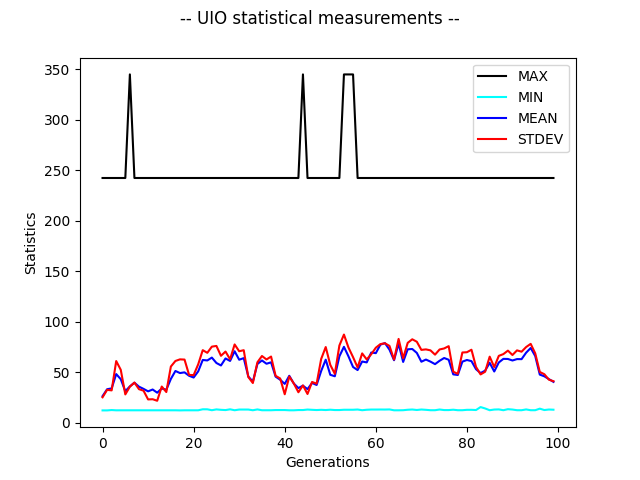 -- UIO statistical measurements --
350
300
250
200
150
100
50
0
Statistics
MAX
MIN
MEAN
STDEV
0
20
40
60
80
100
Generations